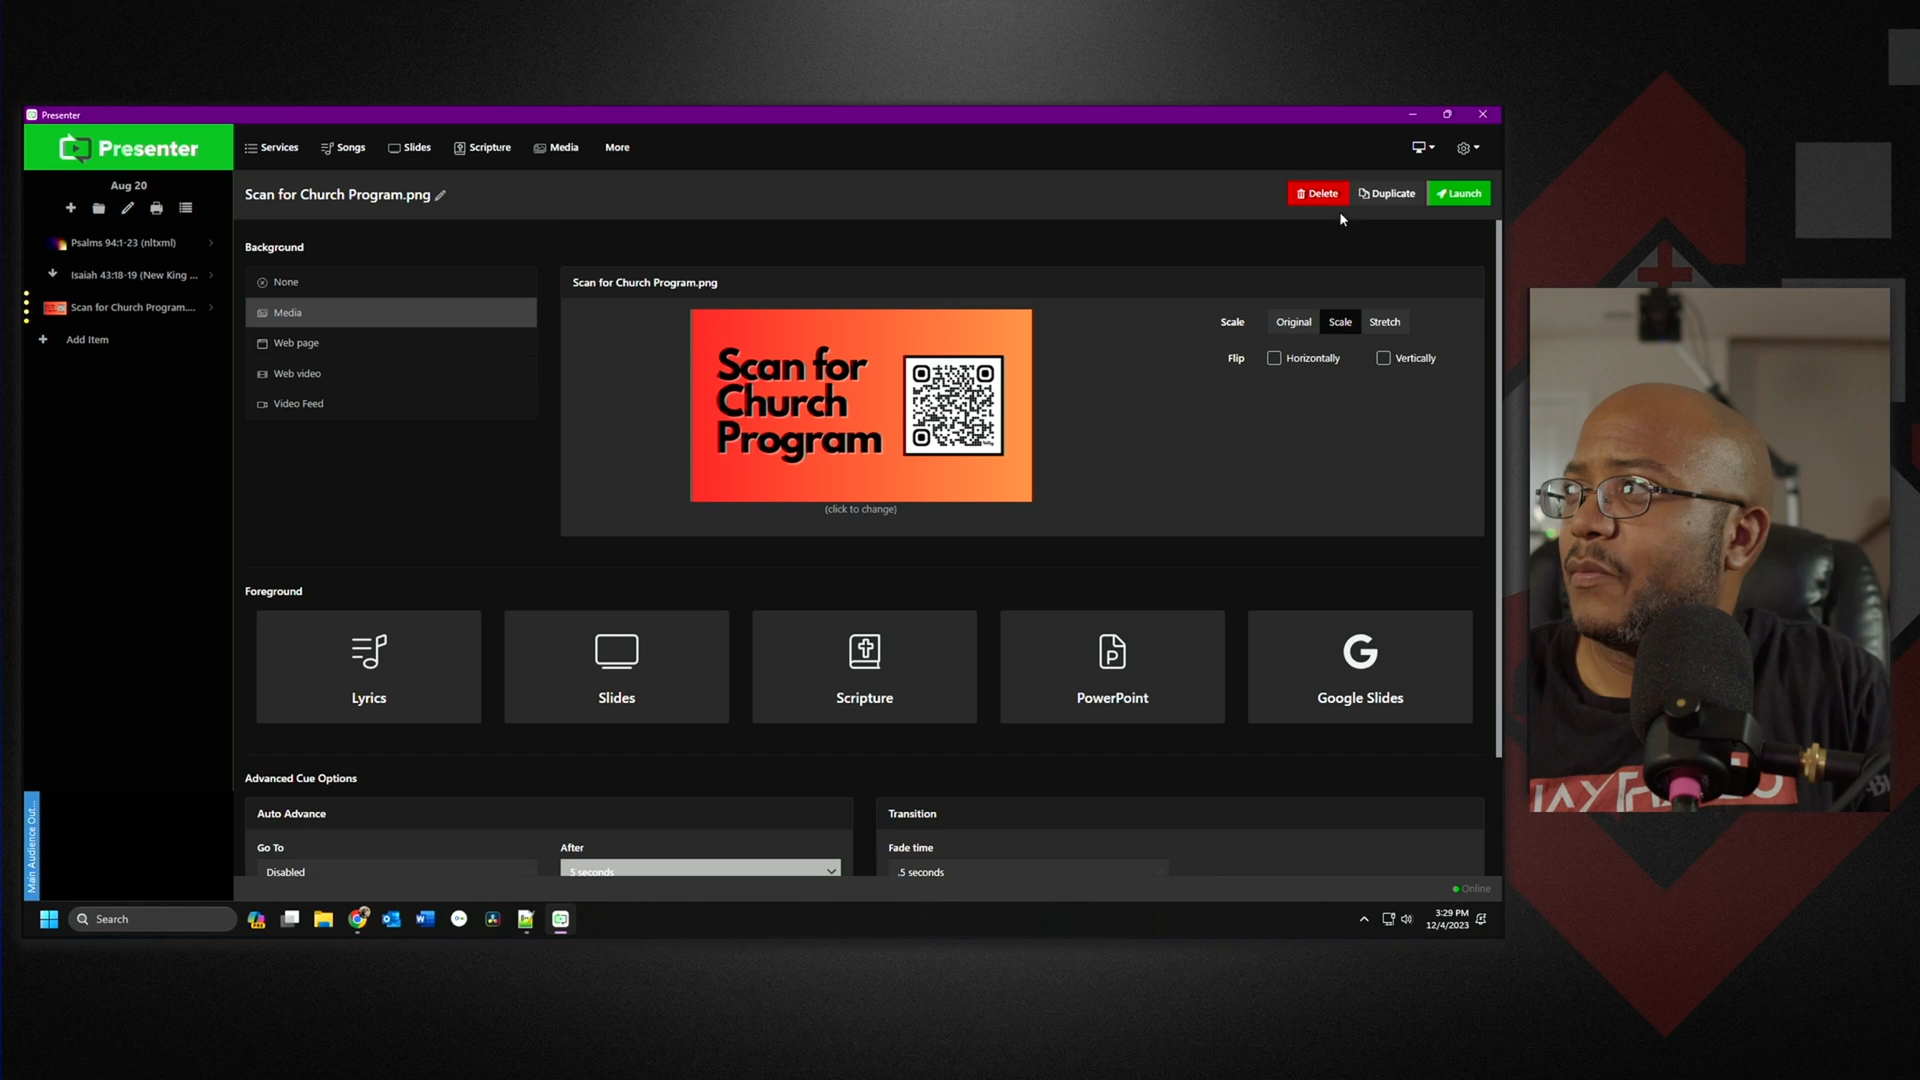 Presenter
Presenter
Services
Songs
Slides
Scripture
Media
More
Aug 20
Scan for Church Program.png
Delete
Duplicate
Launch
Psalms 94:1-23 (nltxml)
Isaiah 43:18-19 (New King ...
Scan for Church Program....
Add Item
Background
None
Media
Web page
Web video
Video Feed
Scan for Church Program.png
Scan for
Church
Program
(click to change)
Scale
Original
Scale
Stretch
Flip
Horizontally
Vertically
Foreground
Lyrics
Slides
Scripture
PowerPoint
Google Slides
Advanced Cue Options
Auto Advance
Go To
Disabled
After
5 seconds
Transition
Fade time
.5 seconds
Main Audience Out...
Online
Search
3:29 PM
12/4/2023